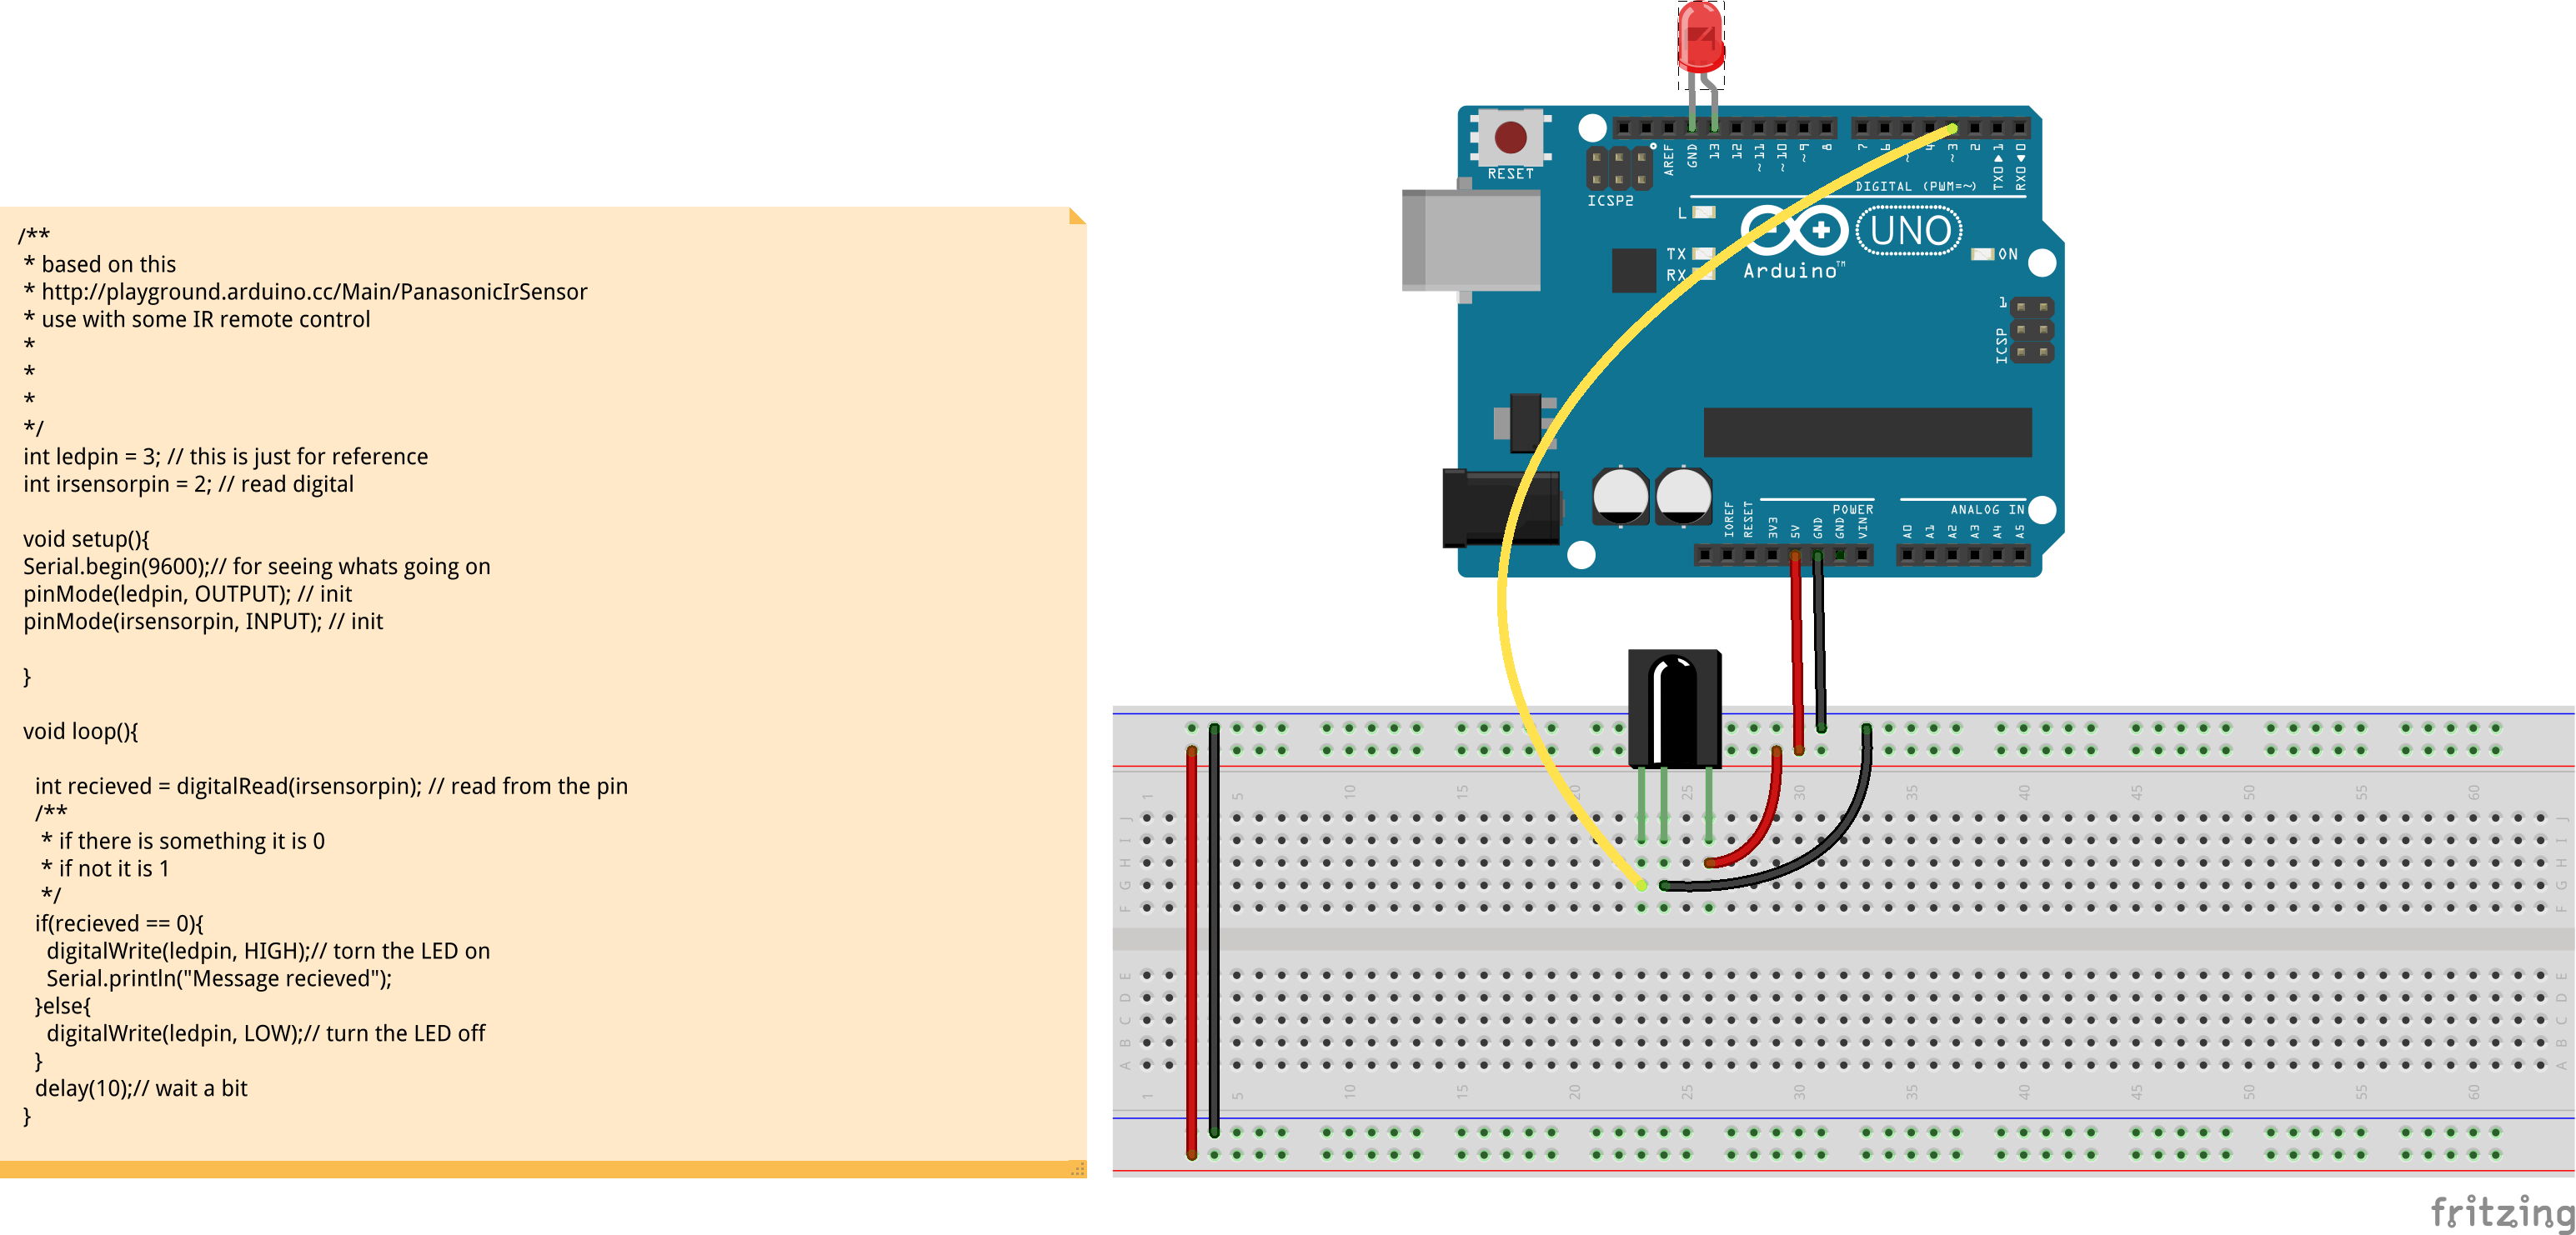 /**
* based on this
* http://playground.arduino.cc/Main/PanasonicIrSensor
* use with some IR remote control
*
*
*
*/
int ledpin = 3; // this is just for reference
int irsensorpin = 2; // read digital
void setup(){
Serial.begin(9600);// for seeing whats going on
pinMode(ledpin, OUTPUT); // init
pinMode(irsensorpin, INPUT); // init
}
void loop(){
int recieved = digitalRead(irsensorpin); // read from the pin
/**
* if there is something it is 0
* if not it is 1
*/
if(recieved == 0){
digitalWrite(ledpin, HIGH);// torn the LED on
Serial.println("Message recieved");
}else{
digitalWrite(ledpin, LOW);// turn the LED off
}
delay(10);// wait a bit
}
RESET
ICSP2
AREF GND 13 12 ~11 ~10 ~9 8 7 ~3 2 TX0▶1 RX0◀0
DIGITAL (PWM=~)
L
TX
RX
UNO
Arduino™
ON
1
ICSP
POWER
ANALOG IN
IOREF RESET 3V3 5V GND GND VIN A0 A1 A2 A3 A4 A5
1 5 10 15 20 25 30 35 40 45 50 55 60
J J
I I
H H
G G
F F
E E
D D
C C
B B
A A
1 5 10 15 20 25 30 35 40 45 50 55 60
fritzing